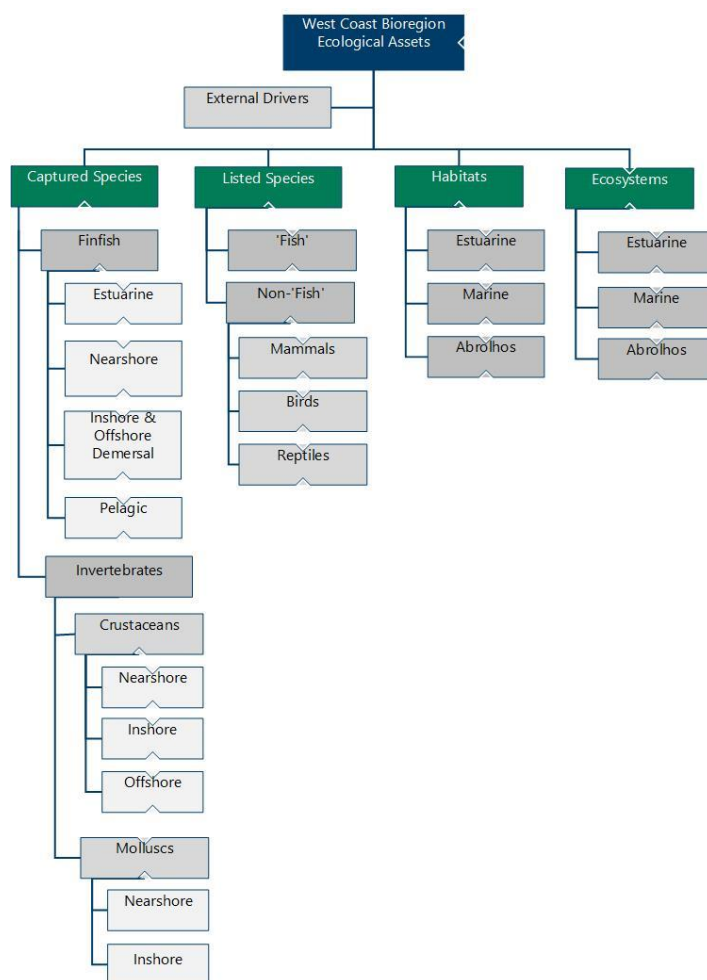 West Coast Bioregion
Ecological Assets
External Drivers
Captured Species
Finfish
Estuarine
Nearshore
Inshore &
Offshore
Demersal
Pelagic
Invertebrates
Crustaceans
Nearshore
Inshore
Offshore
Molluscs
Nearshore
Inshore
Listed Species
'Fish'
Non-'Fish'
Mammals
Birds
Reptiles
Habitats
Estuarine
Marine
Abrolhos
Ecosystems
Estuarine
Marine
Abrolhos